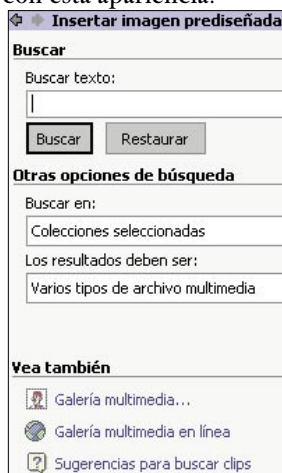 con esta apariencia:
Insertar imagen prediseñada
Buscar
Buscar texto:
Buscar Restaurar
Otras opciones de búsqueda
Buscar en:
Colecciones seleccionadas
Los resultados deben ser:
Varios tipos de archivo multimedia
Vea también
Galería multimedia...
Galería multimedia en línea
Sugerencias para buscar clips